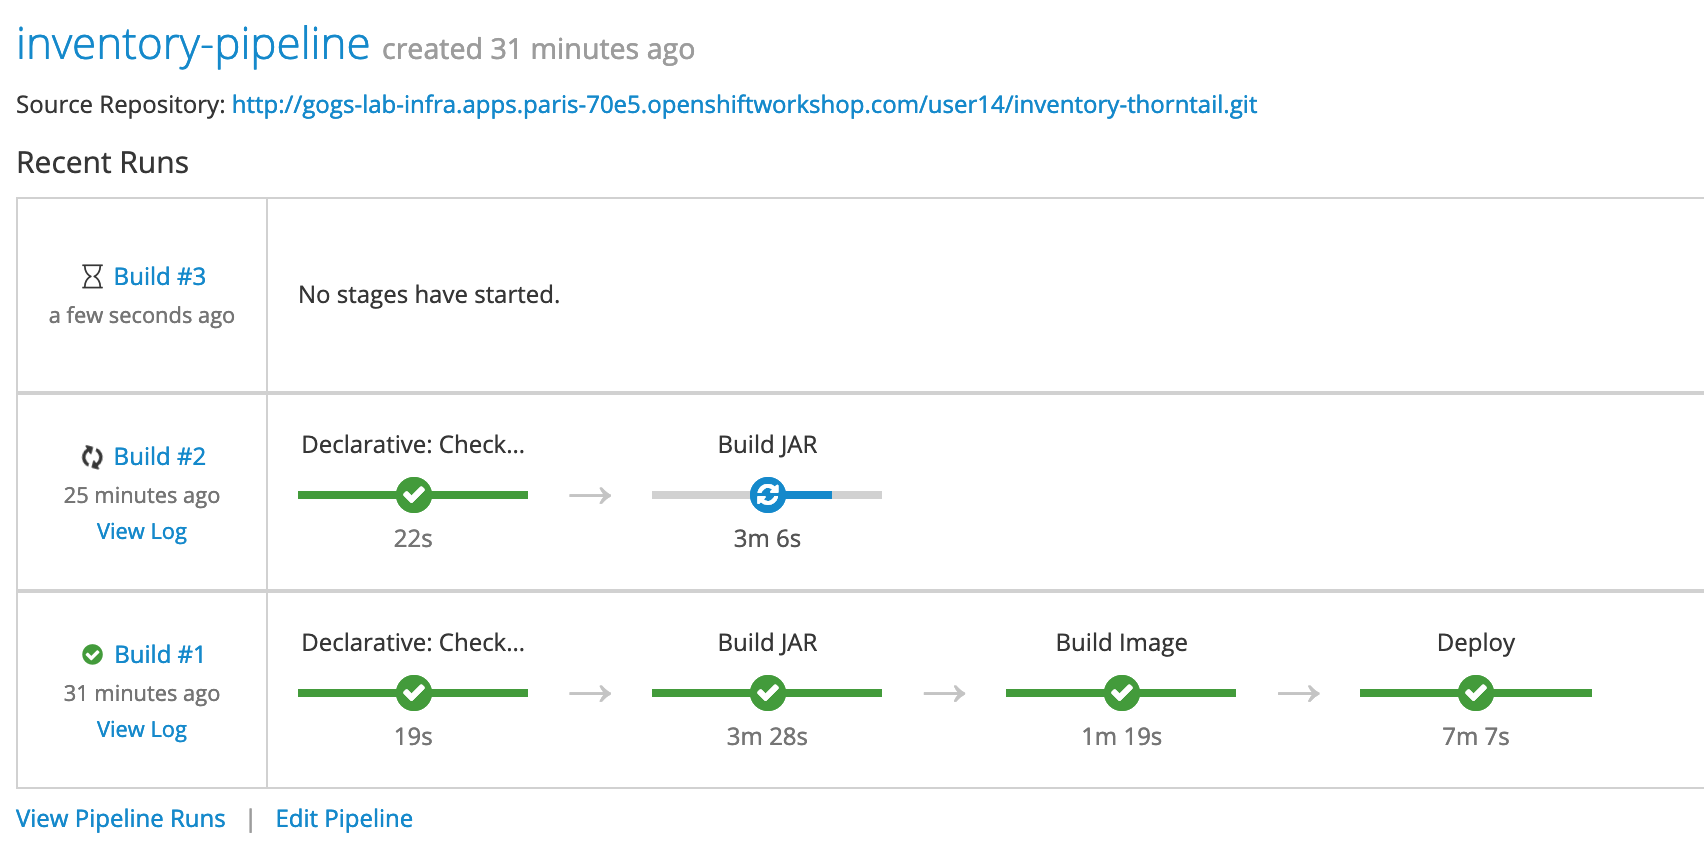 inventory-pipeline created 31 minutes ago
Source Repository: http://gogs-lab-infra.apps.paris-70e5.openshiftworkshop.com/user14/inventory-thorntail.git
Recent Runs
Build #3
a few seconds ago
No stages have started.
Build #2
25 minutes ago
View Log
Declarative: Check...
22s
Build JAR
3m 6s
Build #1
31 minutes ago
View Log
Declarative: Check...
19s
Build JAR
3m 28s
Build Image
1m 19s
Deploy
7m 7s
View Pipeline Runs | Edit Pipeline